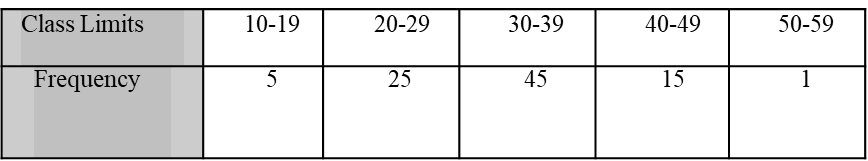 Class Limits 10-19 20-29 30-39 40-49 50-59
Frequency 5 25 45 15 1